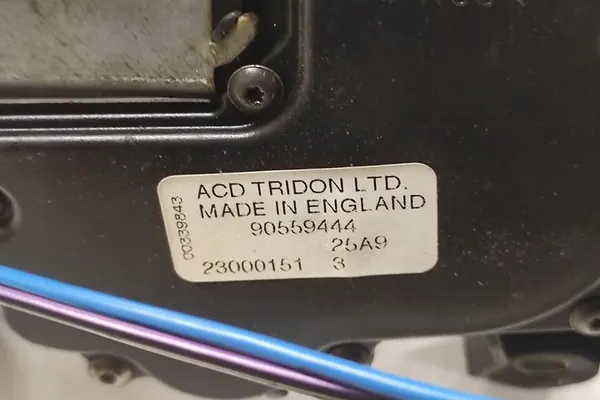 ACD TRIDON LTD.
MADE IN ENGLAND
90559444
25A9
23000151 3
00339843